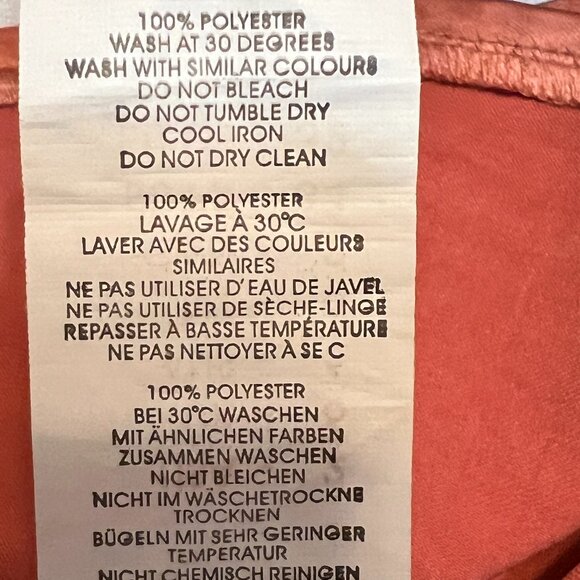 100% POLYESTER
WASH AT 30 DEGREES
WASH WITH SIMILAR COLOURS
DO NOT BLEACH
DO NOT TUMBLE DRY
COOL IRON
DO NOT DRY CLEAN
100% POLYESTER
LAVAGE À 30°C
LAVER AVEC DES COULEURS
SIMILAIRES
NE PAS UTILISER D'EAU DE JAVEL
NE PAS UTILISER DE SÈCHE-LINGE
REPASSER À BASSE TEMPÉRATURE
NE PAS NETTOYER À SE C
100% POLYESTER
BEI 30°C WASCHEN
MIT ÄHNLICHEN FARBEN
ZUSAMMEN WASCHEN
NICHT BLEICHEN
NICHT IM WÄSCHETROCKNE
TROCKNEN
BÜGELN MIT SEHR GERINGER
TEMPERATUR
NICHT CHEMISCH REINIGEN